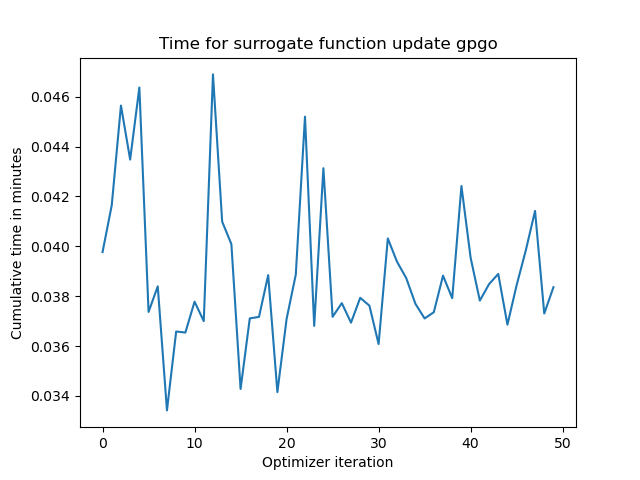 Time for surrogate function update gpgo
Cumulative time in minutes
0.046
0.044
0.042
0.040
0.038
0.036
0.034
0 10 20 30 40 50
Optimizer iteration